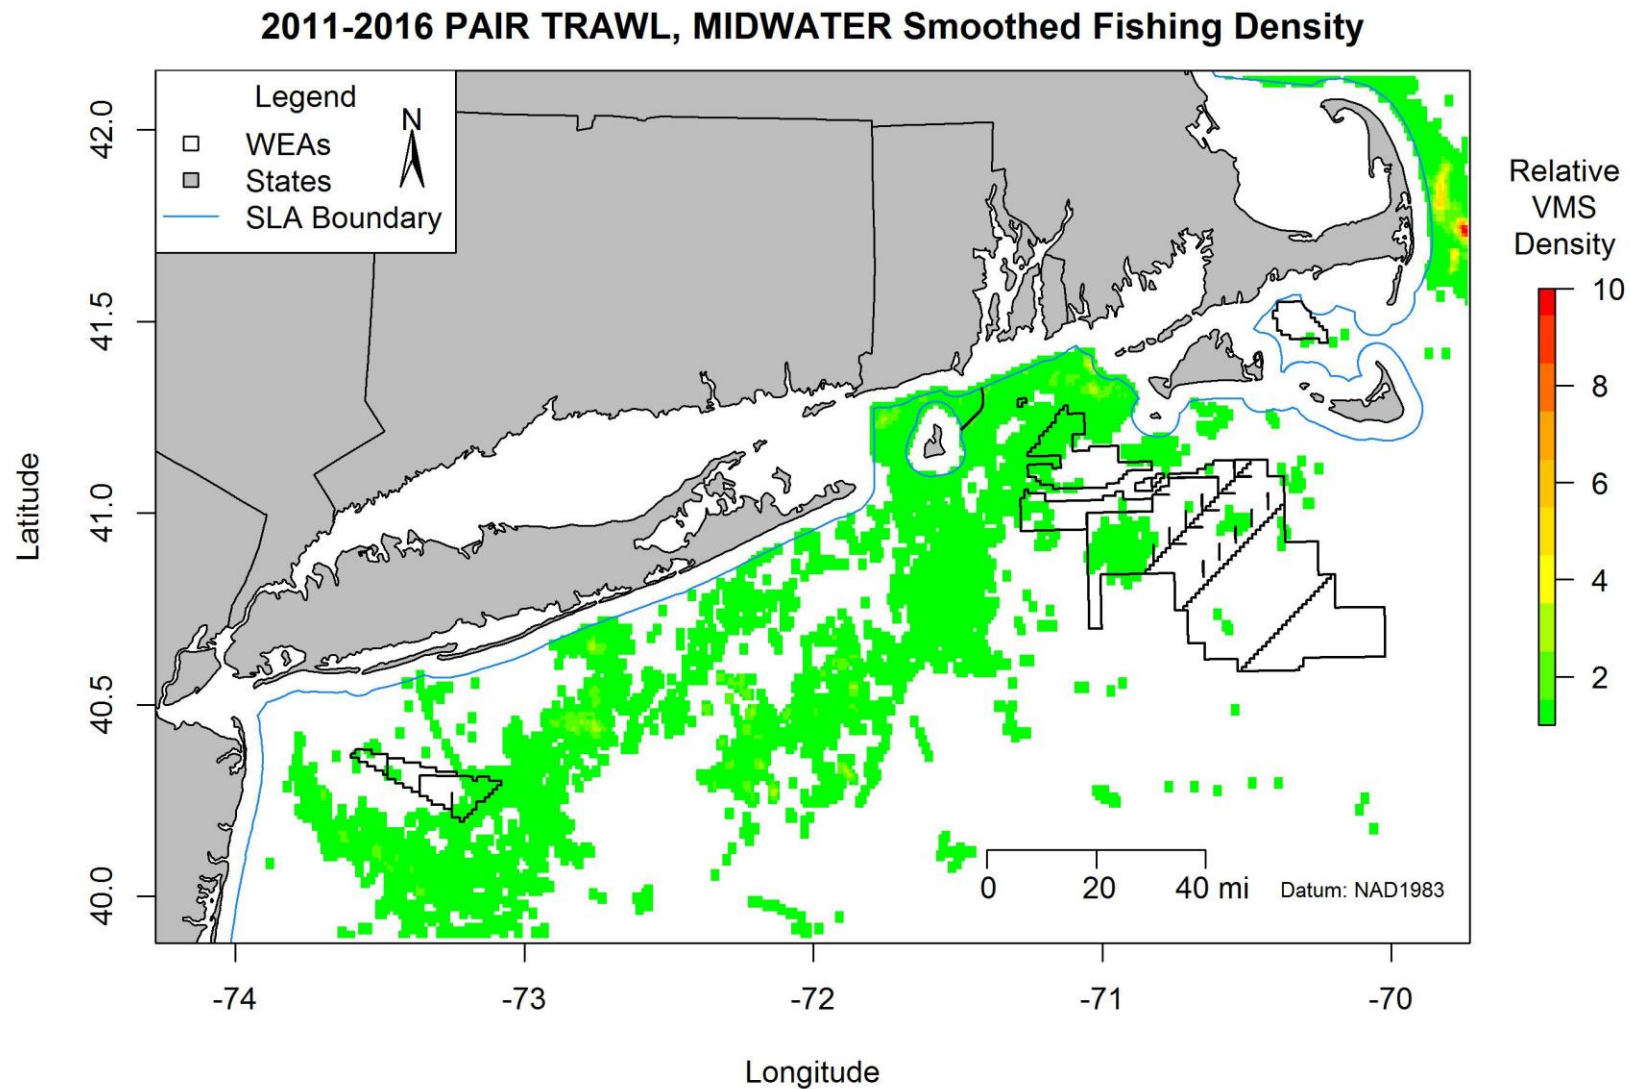 2011-2016 PAIR TRAWL, MIDWATER Smoothed Fishing Density
Legend
N
WEAs
States
SLA Boundary
Latitude
42.0
41.5
41.0
40.5
40.0
Relative
VMS
Density
10
8
6
4
2
0 20 40 mi
Datum: NAD1983
-74 -73 -72 -71 -70
Longitude